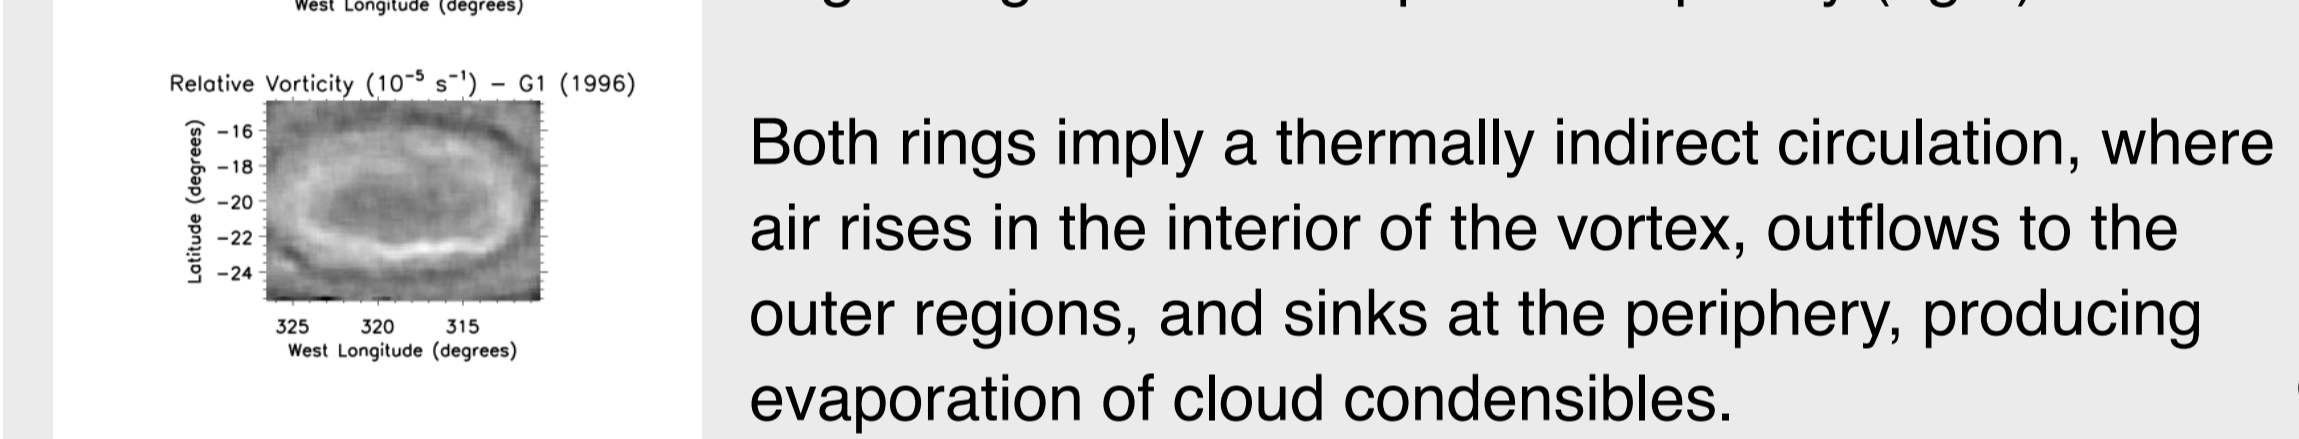 West Longitude (degrees)
Relative Vorticity (10⁻⁵ s⁻¹) – G1 (1996)
Latitude (degrees)
−16
−18
−20
−22
−24
325 320 315
West Longitude (degrees)
Both rings imply a thermally indirect circulation, where
air rises in the interior of the vortex, outflows to the
outer regions, and sinks at the periphery, producing
evaporation of cloud condensibles.